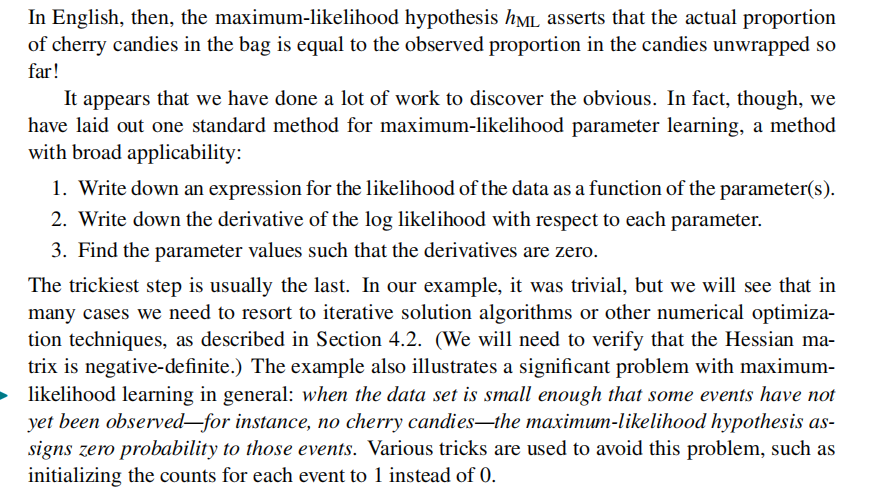 In English, then, the maximum-likelihood hypothesis hML asserts that the actual proportion
of cherry candies in the bag is equal to the observed proportion in the candies unwrapped so
far!
It appears that we have done a lot of work to discover the obvious. In fact, though, we
have laid out one standard method for maximum-likelihood parameter learning, a method
with broad applicability:
1. Write down an expression for the likelihood of the data as a function of the parameter(s).
2. Write down the derivative of the log likelihood with respect to each parameter.
3. Find the parameter values such that the derivatives are zero.
The trickiest step is usually the last. In our example, it was trivial, but we will see that in
many cases we need to resort to iterative solution algorithms or other numerical optimiza-
tion techniques, as described in Section 4.2. (We will need to verify that the Hessian ma-
trix is negative-definite.) The example also illustrates a significant problem with maximum-
likelihood learning in general: when the data set is small enough that some events have not
yet been observed—for instance, no cherry candies—the maximum-likelihood hypothesis as-
signs zero probability to those events. Various tricks are used to avoid this problem, such as
initializing the counts for each event to 1 instead of 0.